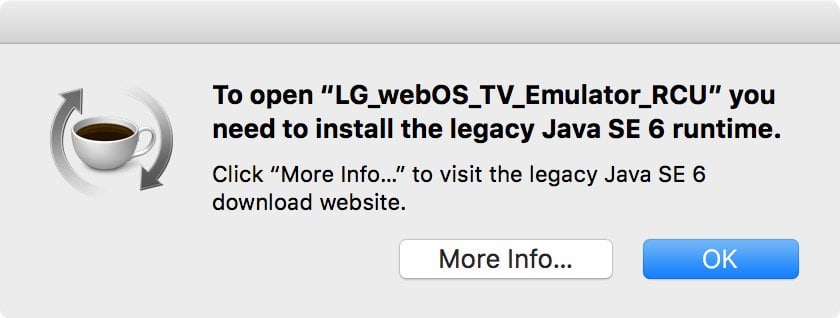 To open “LG_webOS_TV_Emulator_RCU” you
need to install the legacy Java SE 6 runtime.
Click “More Info...” to visit the legacy Java SE 6
download website.
More Info...
OK